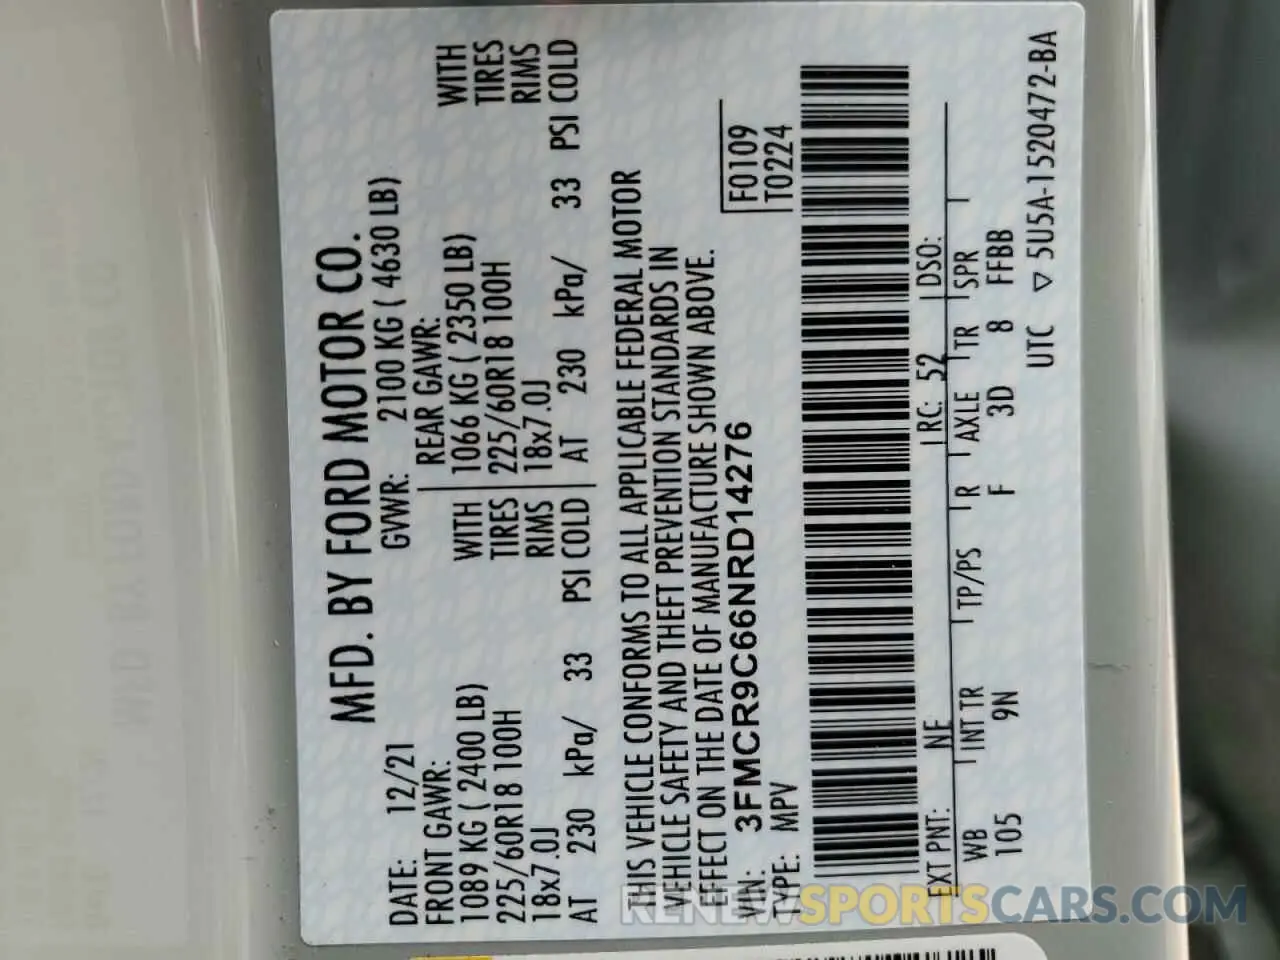 MFD. BY FORD MOTOR CO.
DATE: 12/21 GVWR: 2100 KG ( 4630 LB)
FRONT GAWR: REAR GAWR:
1089 KG ( 2400 LB) WITH 1066 KG ( 2350 LB) WITH
225/60R18 100H TIRES 225/60R18 100H TIRES
18x7.0J RIMS 18x7.0J RIMS
AT 230 kPa/ 33 PSI COLD AT 230 kPa/ 33 PSI COLD
THIS VEHICLE CONFORMS TO ALL APPLICABLE FEDERAL MOTOR
VEHICLE SAFETY AND THEFT PREVENTION STANDARDS IN
EFFECT ON THE DATE OF MANUFACTURE SHOWN ABOVE.
VIN: 3FMCR9C66NRD14276 F0109
TYPE: MPV T0224
EXT PNT: NE RC: 52 DSO:
WB INT TR TP/PS R AXLE TR SPR
105 9N F 3D 8 FFBB
UTC ▽ 5U5A-1520472-BA
RENEWSPORTSCARS.COM